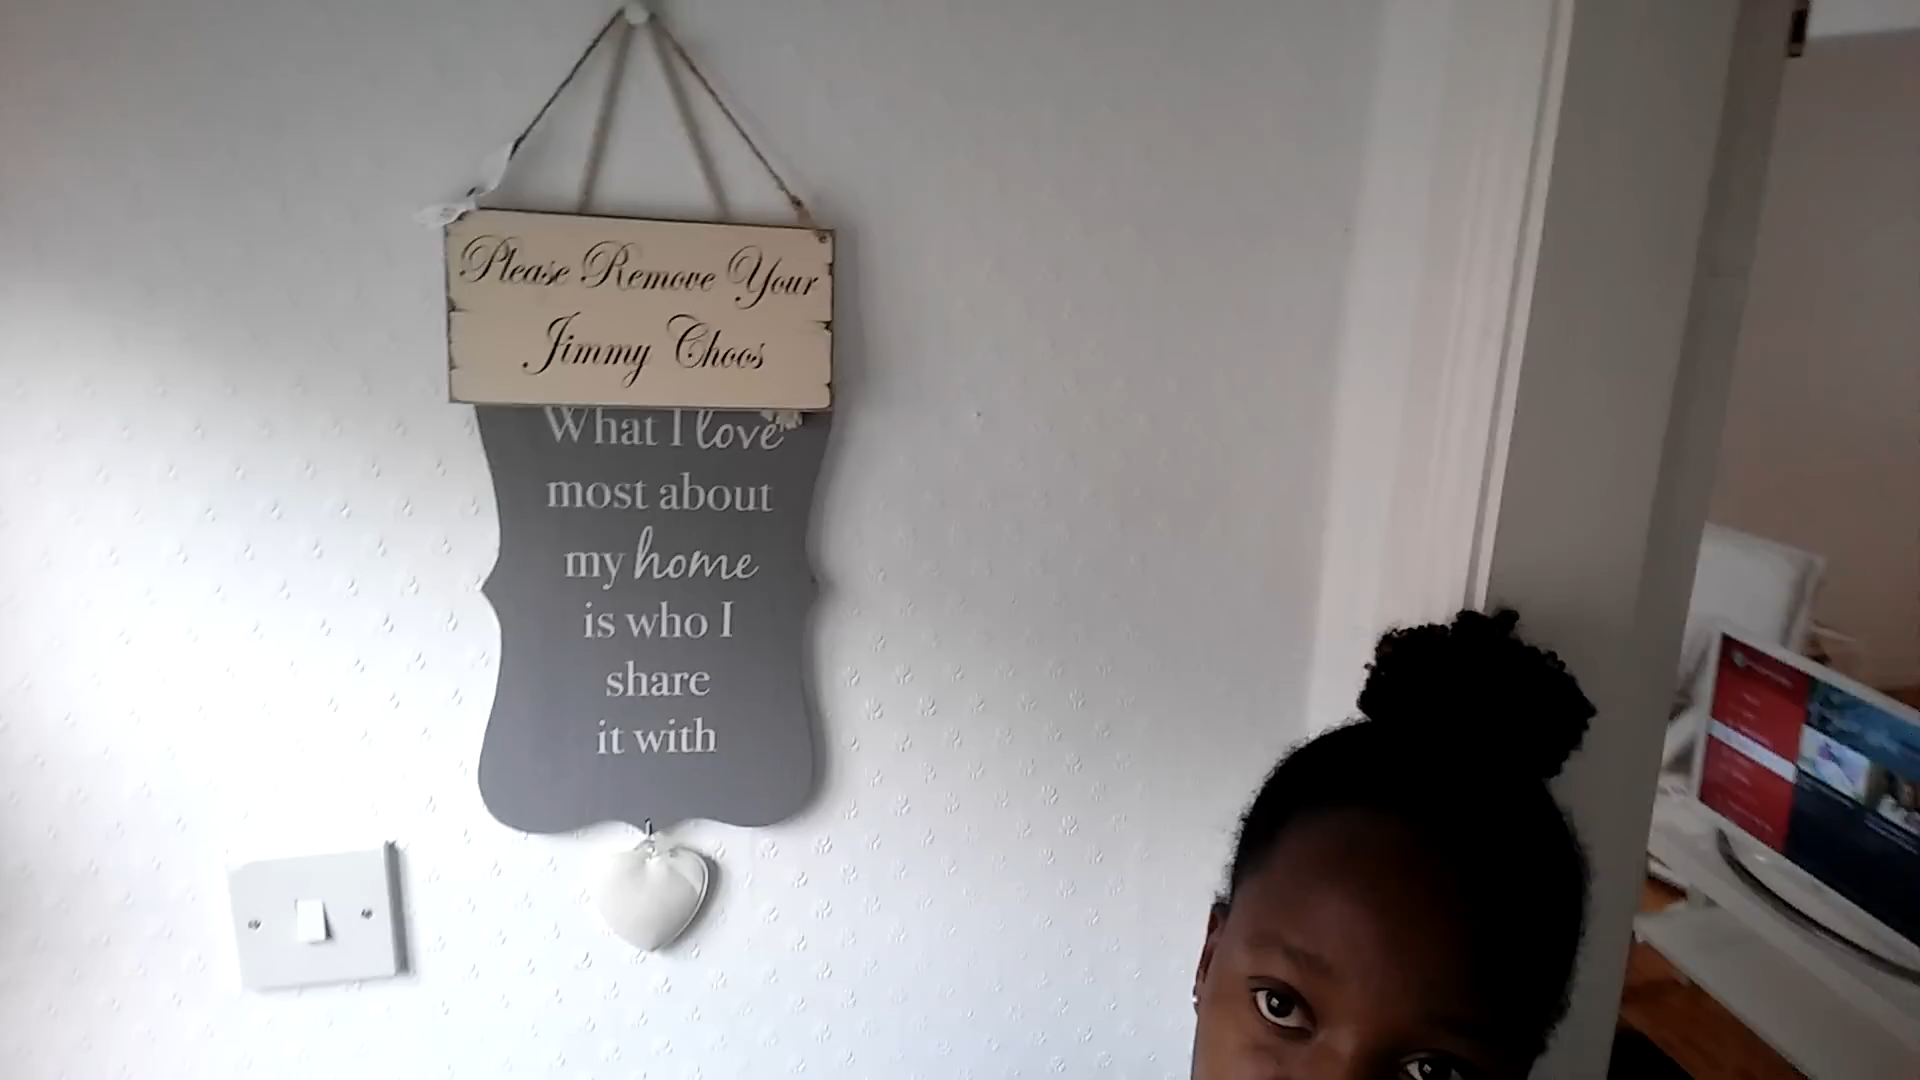 Please Remove Your
Jimmy Choos
What I love
most about
my home
is who I
share
it with